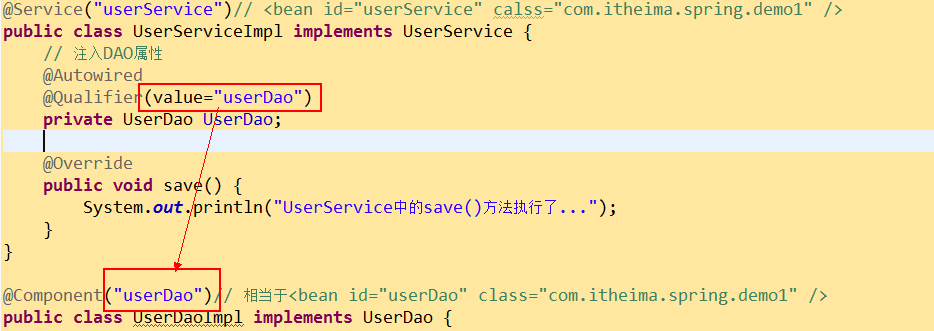 @Service("userService")// <bean id="userService" calss="com.itheima.spring.demo1" />
public class UserServiceImpl implements UserService {
// 注入DAO属性
@Autowired
@Qualifier(value="userDao")
private UserDao UserDao;
@Override
public void save() {
System.out.println("UserService中的save()方法执行了...");
}
}
@Component("userDao")// 相当于<bean id="userDao" class="com.itheima.spring.demo1" />
public class UserDaoImpl implements UserDao {